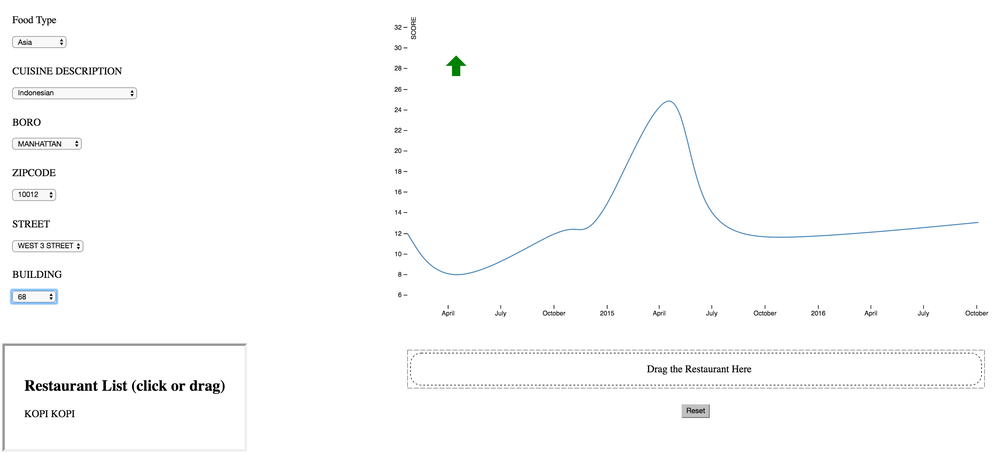 Food Type
Asia
CUISINE DESCRIPTION
Indonesian
BORO
MANHATTAN
ZIPCODE
10012
STREET
WEST 3 STREET
BUILDING
68
SCORE
32
30
28
26
24
22
20
18
16
14
12
10
8
6
April July October 2015 April July October 2016 April July October
Restaurant List (click or drag)
KOPI KOPI
Drag the Restaurant Here
Reset